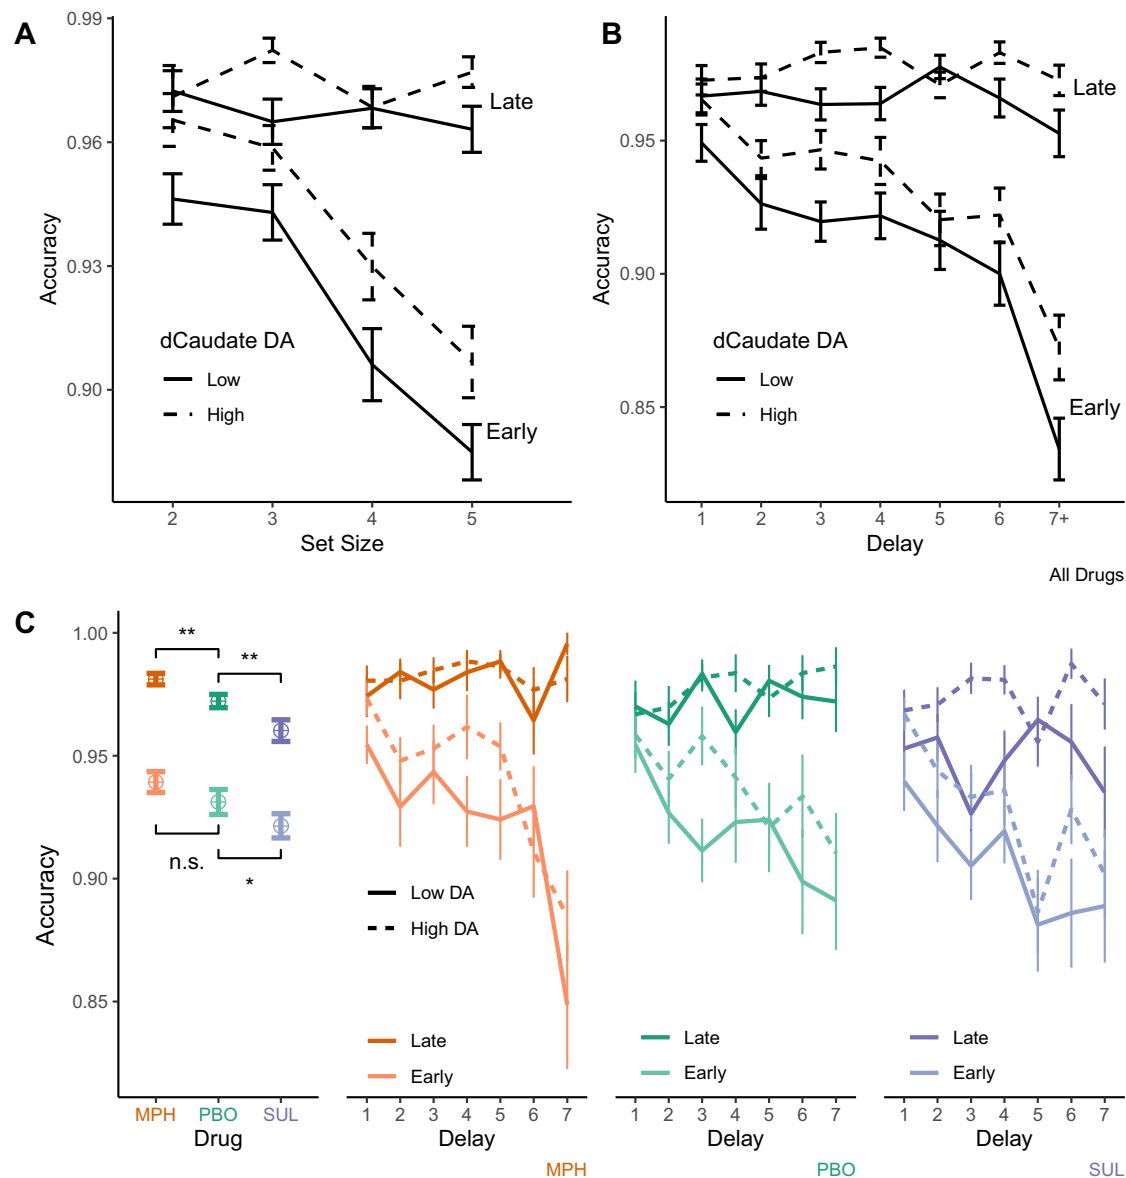 A
0.99
0.96
0.93
0.90
Accuracy
dCaudate DA
Low
High
Late
Early
2 3 4 5
Set Size
B
0.95
0.90
0.85
Accuracy
dCaudate DA
Low
High
Late
Early
1 2 3 4 5 6 7+
Delay
All Drugs
C
1.00
0.95
0.90
0.85
Accuracy
**
**
n.s.
*
MPH PBO SUL
Drug
Low DA
High DA
Late
Early
1 2 3 4 5 6 7
Delay
MPH
Late
Early
1 2 3 4 5 6 7
Delay
PBO
Late
Early
1 2 3 4 5 6 7
Delay
SUL